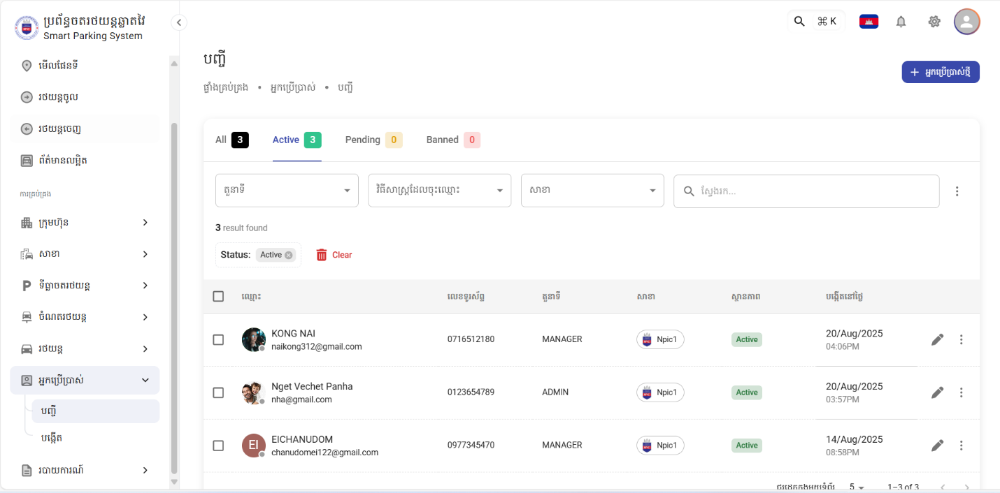 ប្រព័ន្ធចតរថយន្តឆ្លាតវៃ
Smart Parking System
⌘ K
មើលផែនទី
រថយន្តចូល
រថយន្តចេញ
ព័ត៌មានលម្អិត
ការគ្រប់គ្រង
ក្រុមហ៊ុន
សាខា
ទីធ្លាចតរថយន្ត
ចំណតរថយន្ត
រថយន្ត
អ្នកប្រើប្រាស់
បញ្ជី
បង្កើត
របាយការណ៍
បញ្ជី
ផ្ទាំងគ្រប់គ្រង • អ្នកប្រើប្រាស់ • បញ្ជី
+ អ្នកប្រើប្រាស់ថ្មី
All 3 Active 3 Pending 0 Banned 0
តួនាទី វិធីសាស្ត្រដែលចុះឈ្មោះ សាខា ស្វែងរក...
3 result found
Status: Active Clear
ឈ្មោះ លេខទូរស័ព្ទ តួនាទី សាខា ស្ថានភាព បង្កើតនៅថ្ងៃ
KONG NAI 0716512180 MANAGER Npic1 Active 20/Aug/2025
naikong312@gmail.com 04:06PM
Nget Vechet Panha 0123654789 ADMIN Npic1 Active 20/Aug/2025
nha@gmail.com 03:57PM
EI EICHANUDOM 0977345470 MANAGER Npic1 Active 14/Aug/2025
chanudomei122@gmail.com 08:58PM
ជួរដេកក្នុងមួយទំព័រ 5 1–3 of 3